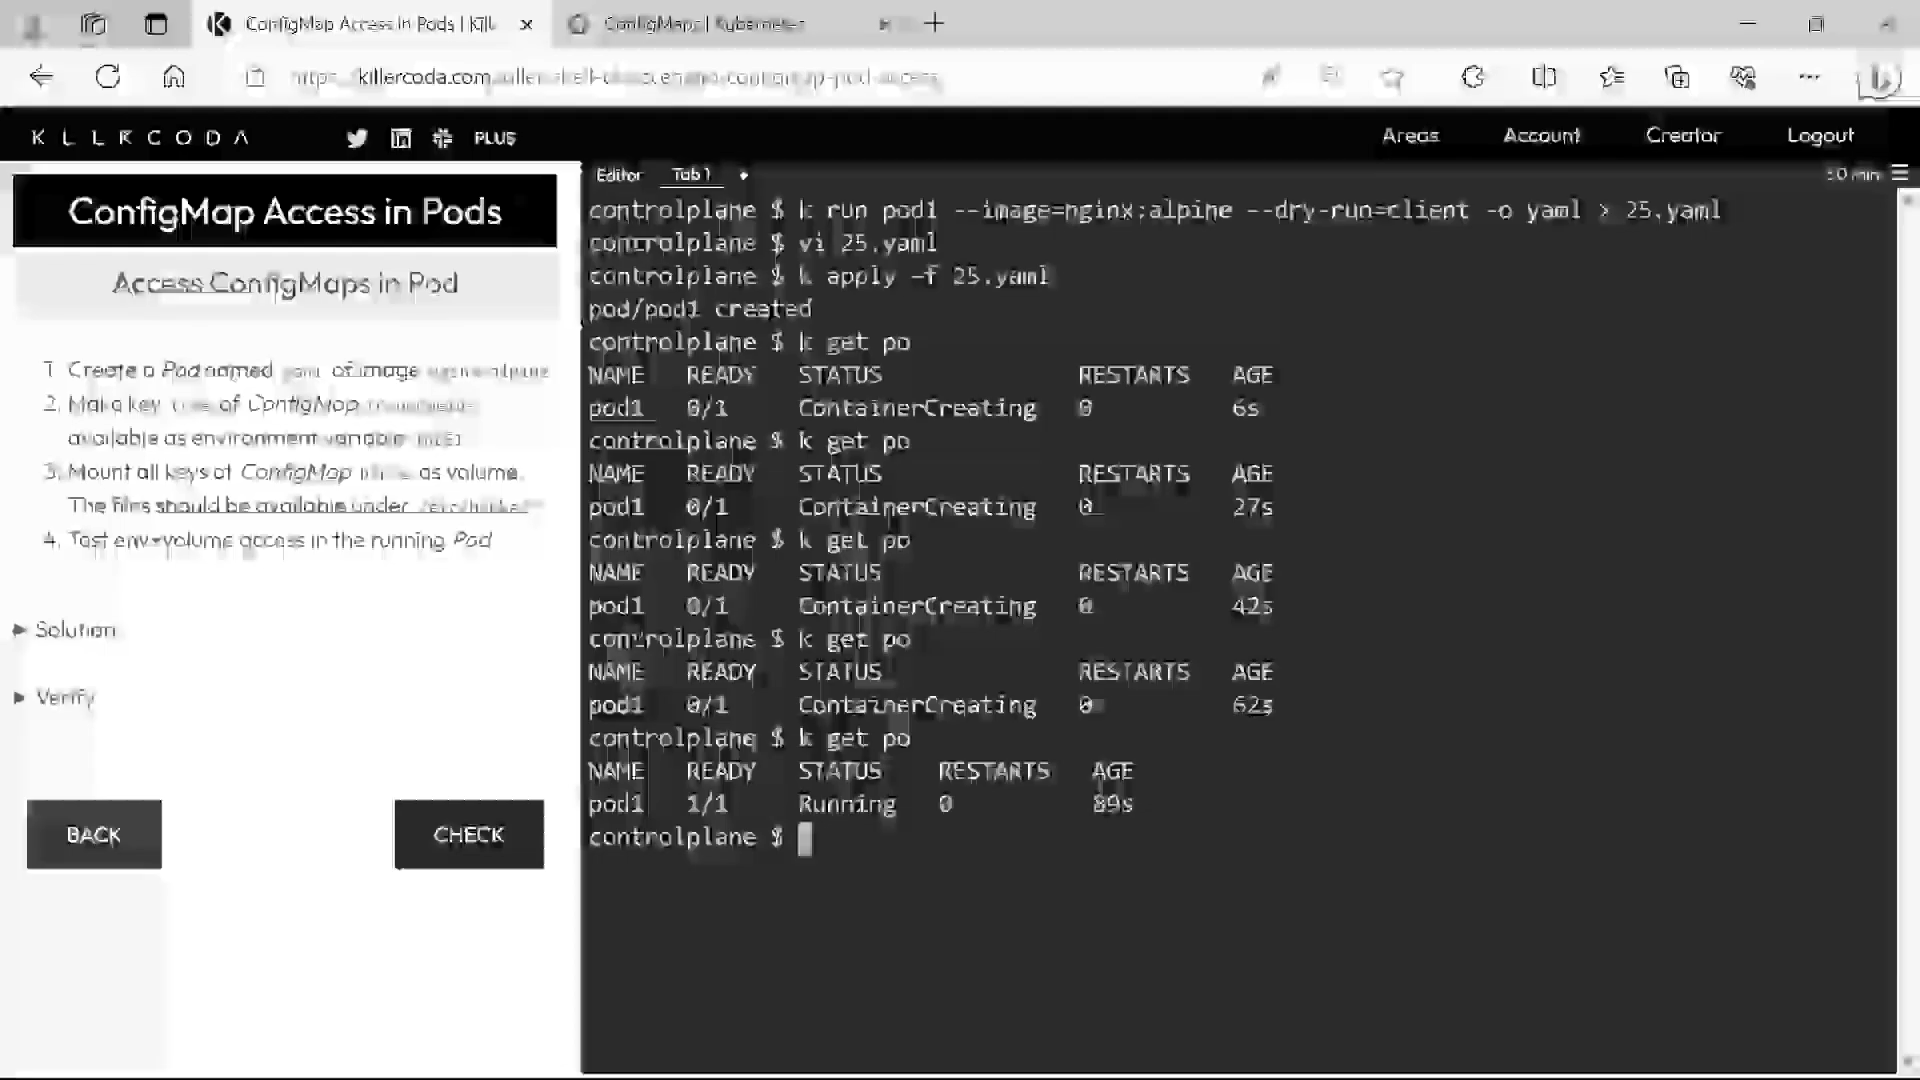 ConfigMap Access in Pods | Kill
ConfigMaps | Kubernetes
killercoda.com
KILLERCODA
PLUS
Areas
Account
Creator
Logout
ConfigMap Access in Pods
Access ConfigMaps in Pod
1. Create a Pod named of image
2. Make key of ConfigMap
available as environment variable
3. Mount all keys of ConfigMap as volume.
The files should be available under
4. Test env+volume access in the running Pod
Solution
Verify
BACK
CHECK
Editor
Tab 1
50 min
controlplane $ k run pod1 --image=nginx:alpine --dry-run=client -o yaml > 25.yaml
controlplane $ vi 25.yaml
controlplane $ k apply -f 25.yaml
pod/pod1 created
controlplane $ k get po
NAME READY STATUS RESTARTS AGE
pod1 0/1 ContainerCreating 0 6s
controlplane $ k get po
NAME READY STATUS RESTARTS AGE
pod1 0/1 ContainerCreating 0 27s
controlplane $ k get po
NAME READY STATUS RESTARTS AGE
pod1 0/1 ContainerCreating 0 42s
controlplane $ k get po
NAME READY STATUS RESTARTS AGE
pod1 0/1 ContainerCreating 0 62s
controlplane $ k get po
NAME READY STATUS RESTARTS AGE
pod1 1/1 Running 0 89s
controlplane $